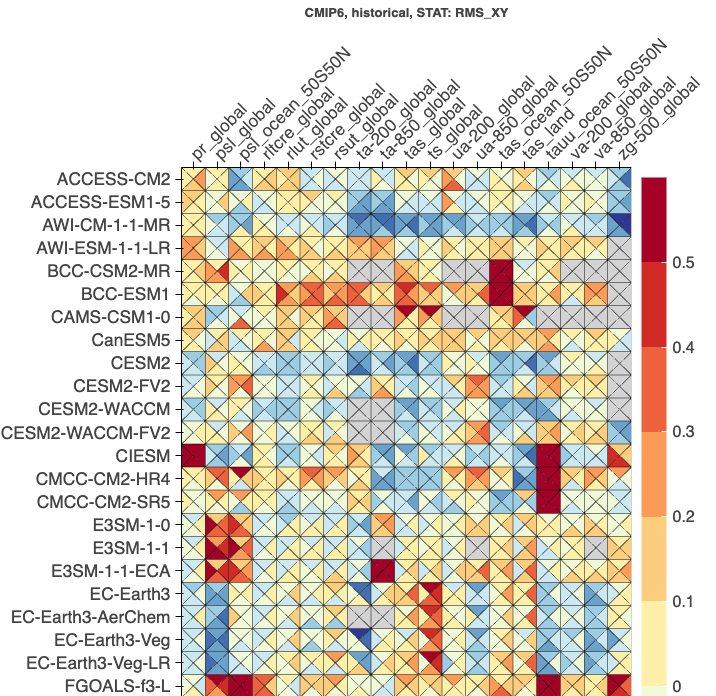 CMIP6, historical, STAT: RMS_XY
pr_global
psl_global
psl_ocean_50S50N
rltcre_global
rlut_global
rstcre_global
rsut_global
ta-200_global
ta-850_global
tas_global
ts_global
ua-200_global
ua-850_global
tas_ocean_50S50N
tas_land
tauu_ocean_50S50N
va-200_global
va-850_global
zg-500_global
ACCESS-CM2
ACCESS-ESM1-5
AWI-CM-1-1-MR
AWI-ESM-1-1-LR
BCC-CSM2-MR
BCC-ESM1
CAMS-CSM1-0
CanESM5
CESM2
CESM2-FV2
CESM2-WACCM
CESM2-WACCM-FV2
CIESM
CMCC-CM2-HR4
CMCC-CM2-SR5
E3SM-1-0
E3SM-1-1
E3SM-1-1-ECA
EC-Earth3
EC-Earth3-AerChem
EC-Earth3-Veg
EC-Earth3-Veg-LR
FGOALS-f3-L
0.5
0.4
0.3
0.2
0.1
0